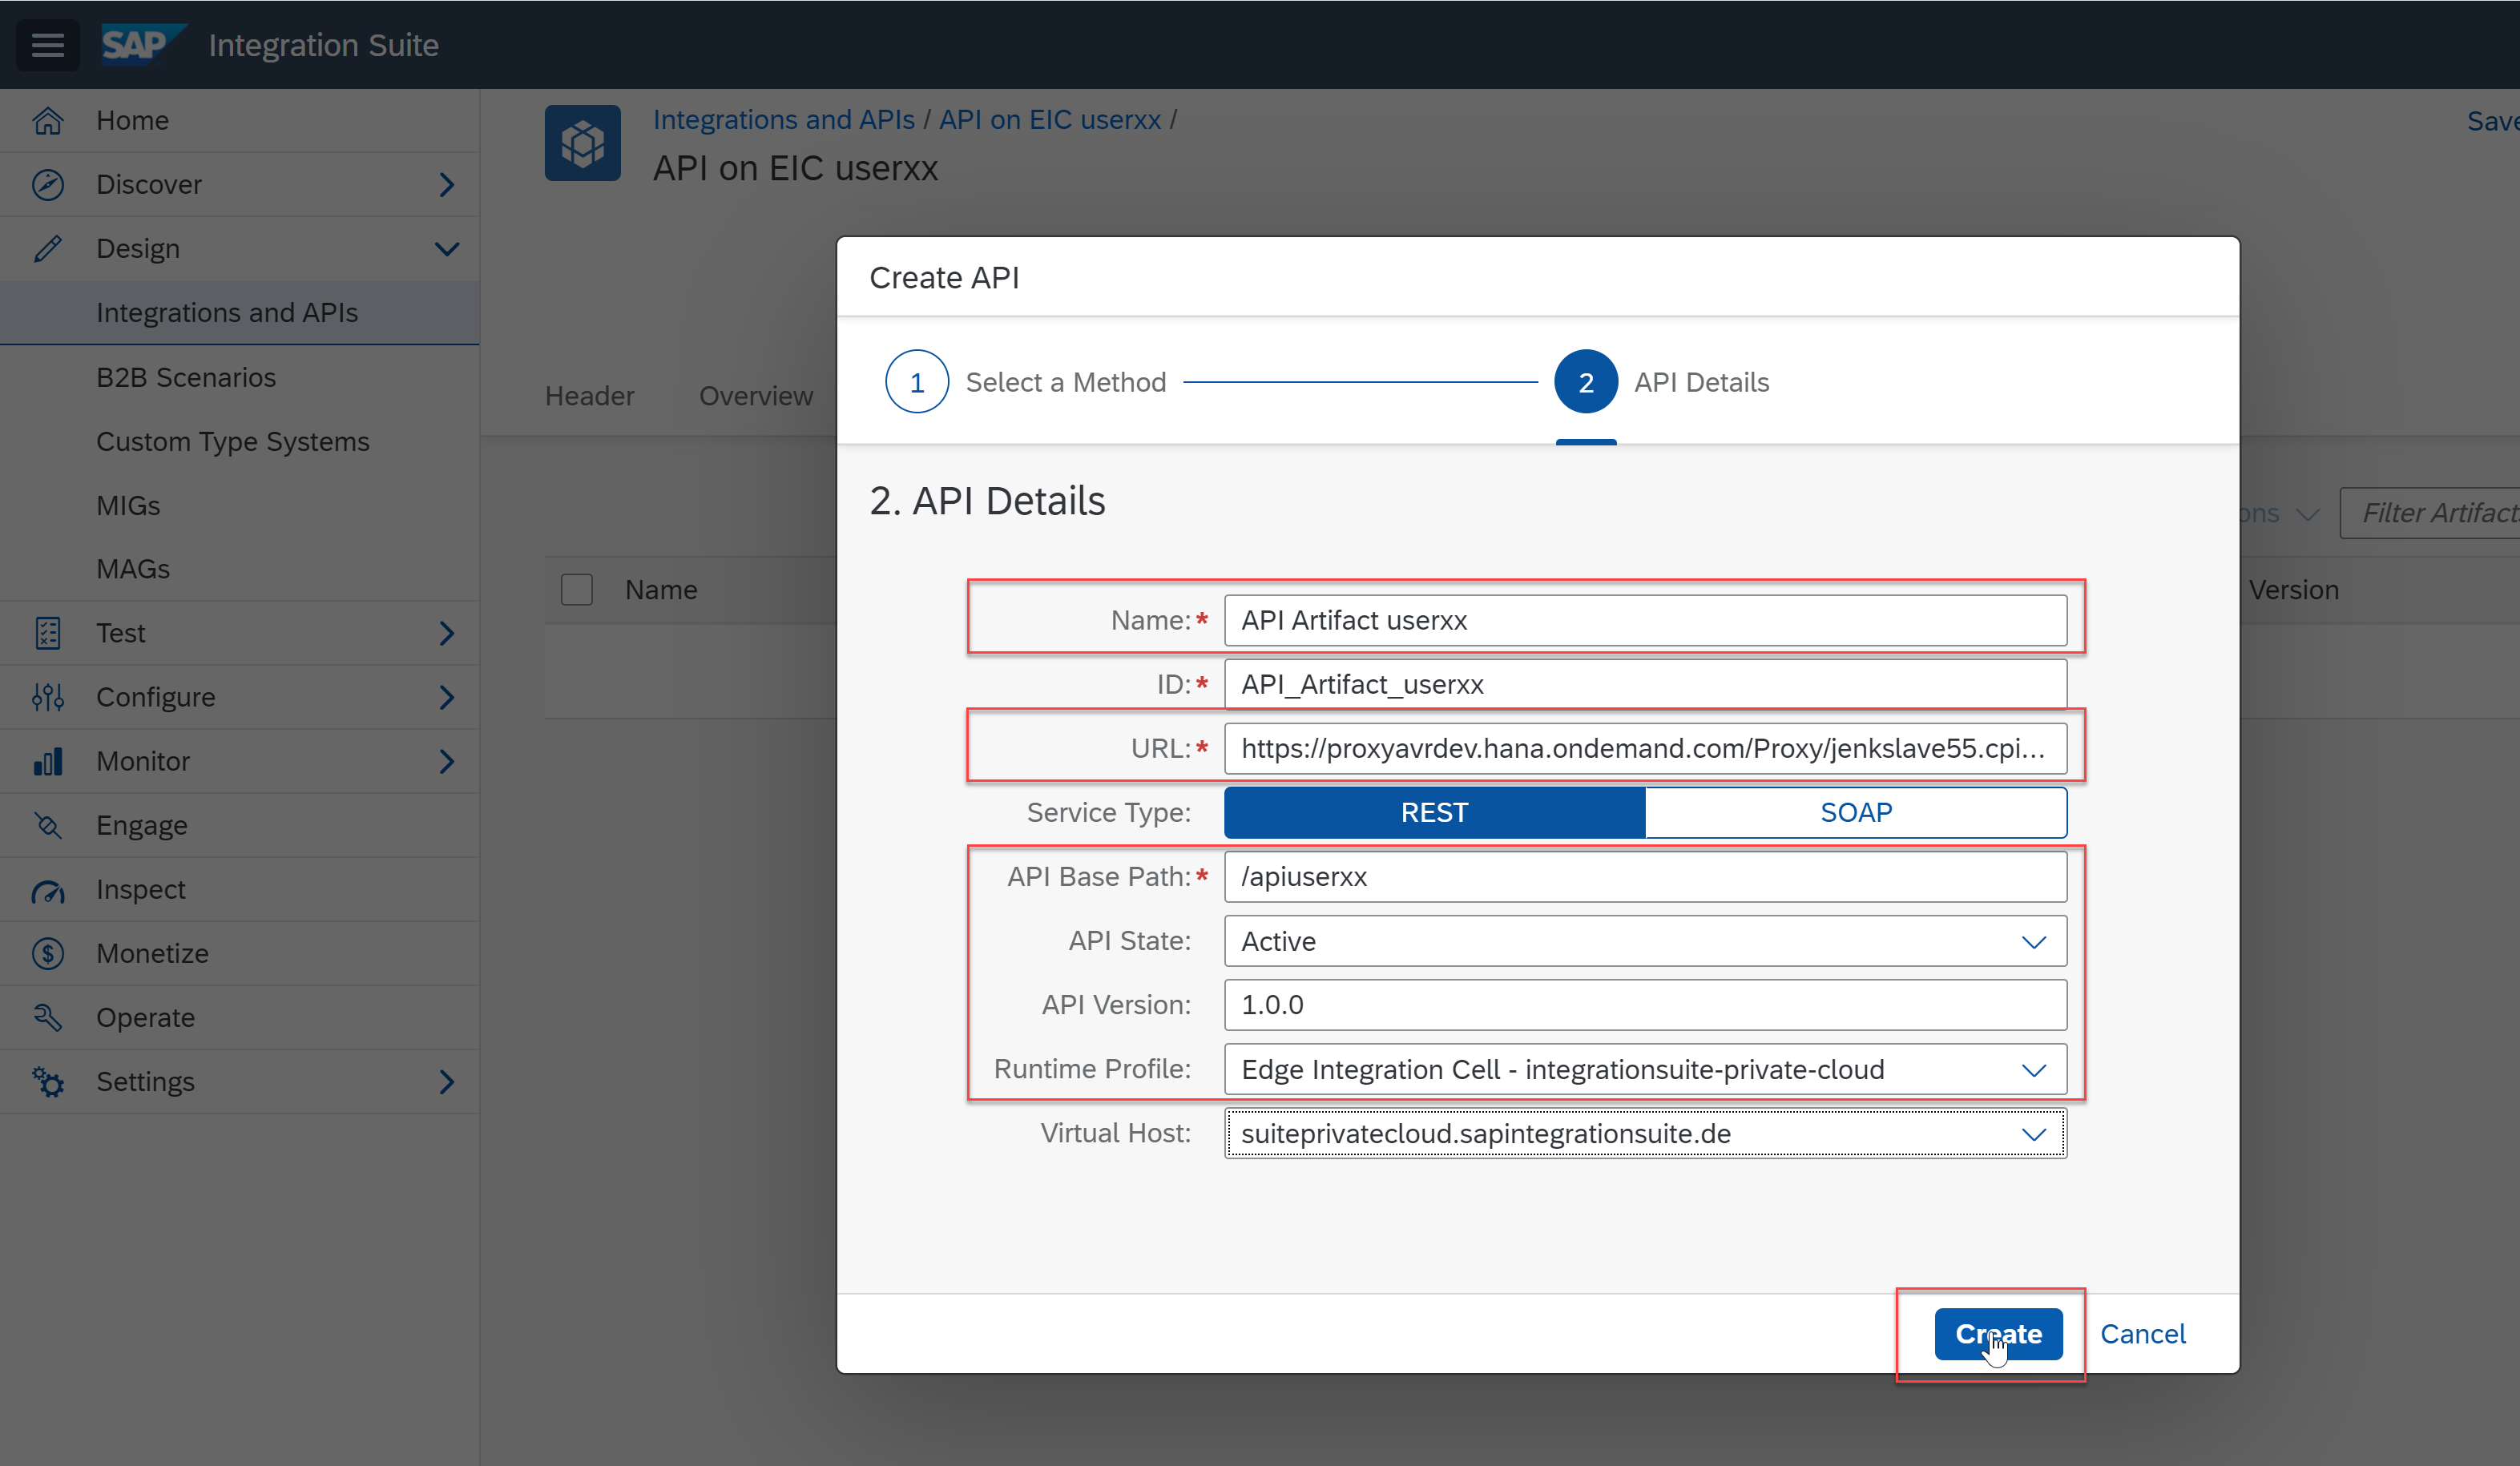 SAP Integration Suite
Home
Discover
Design
Integrations and APIs
B2B Scenarios
Custom Type Systems
MIGs
MAGs
Test
Configure
Monitor
Engage
Inspect
Monetize
Operate
Settings
Integrations and APIs / API on EIC userxx /
API on EIC userxx
Save
Header Overview
Filter Artifact
Name Version
Create API
1 Select a Method 2 API Details
2. API Details
Name:* API Artifact userxx
ID:* API_Artifact_userxx
URL:* https://proxyavrdev.hana.ondemand.com/Proxy/jenkslave55.cpi...
Service Type: REST SOAP
API Base Path:* /apiuserxx
API State: Active
API Version: 1.0.0
Runtime Profile: Edge Integration Cell - integrationsuite-private-cloud
Virtual Host: suiteprivatecloud.sapintegrationsuite.de
Create Cancel